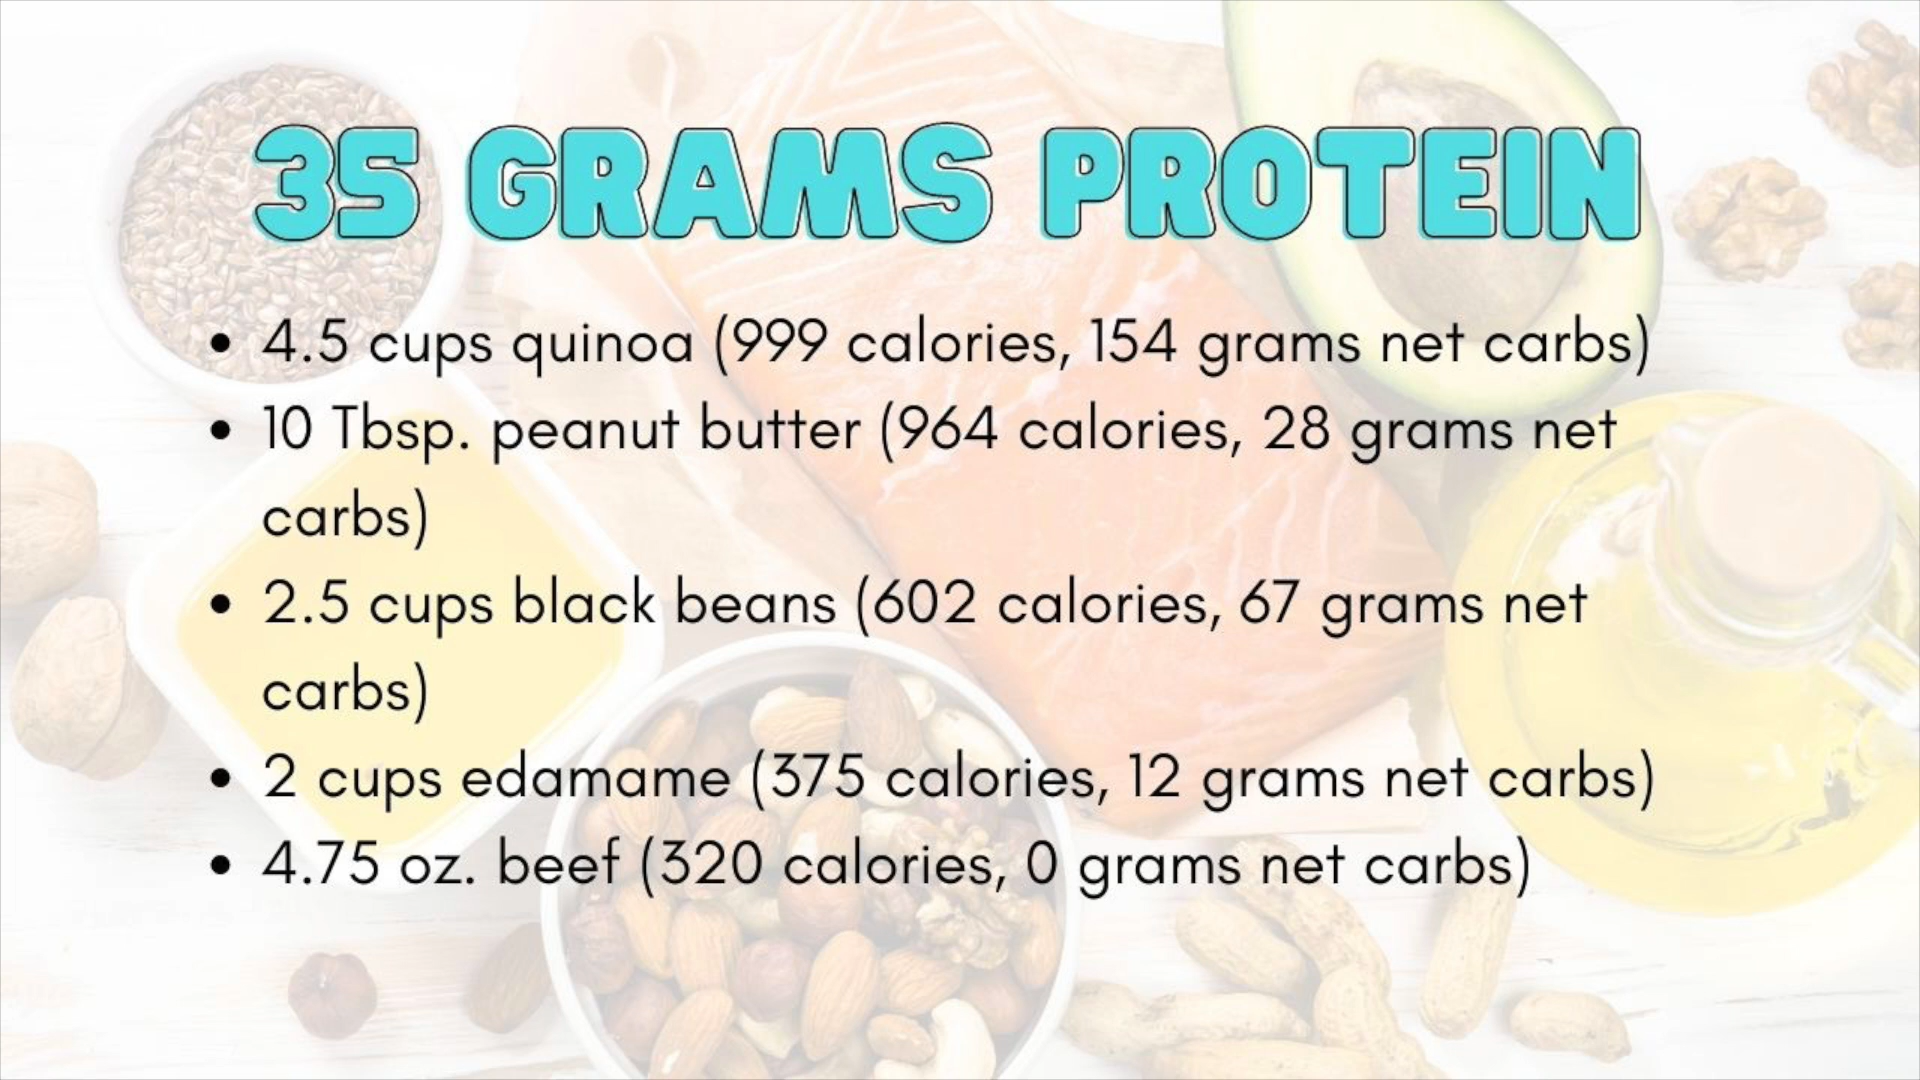 35 GRAMS PROTEIN
• 4.5 cups quinoa (999 calories, 154 grams net carbs)
• 10 Tbsp. peanut butter (964 calories, 28 grams net
carbs)
• 2.5 cups black beans (602 calories, 67 grams net
carbs)
• 2 cups edamame (375 calories, 12 grams net carbs)
• 4.75 oz. beef (320 calories, 0 grams net carbs)